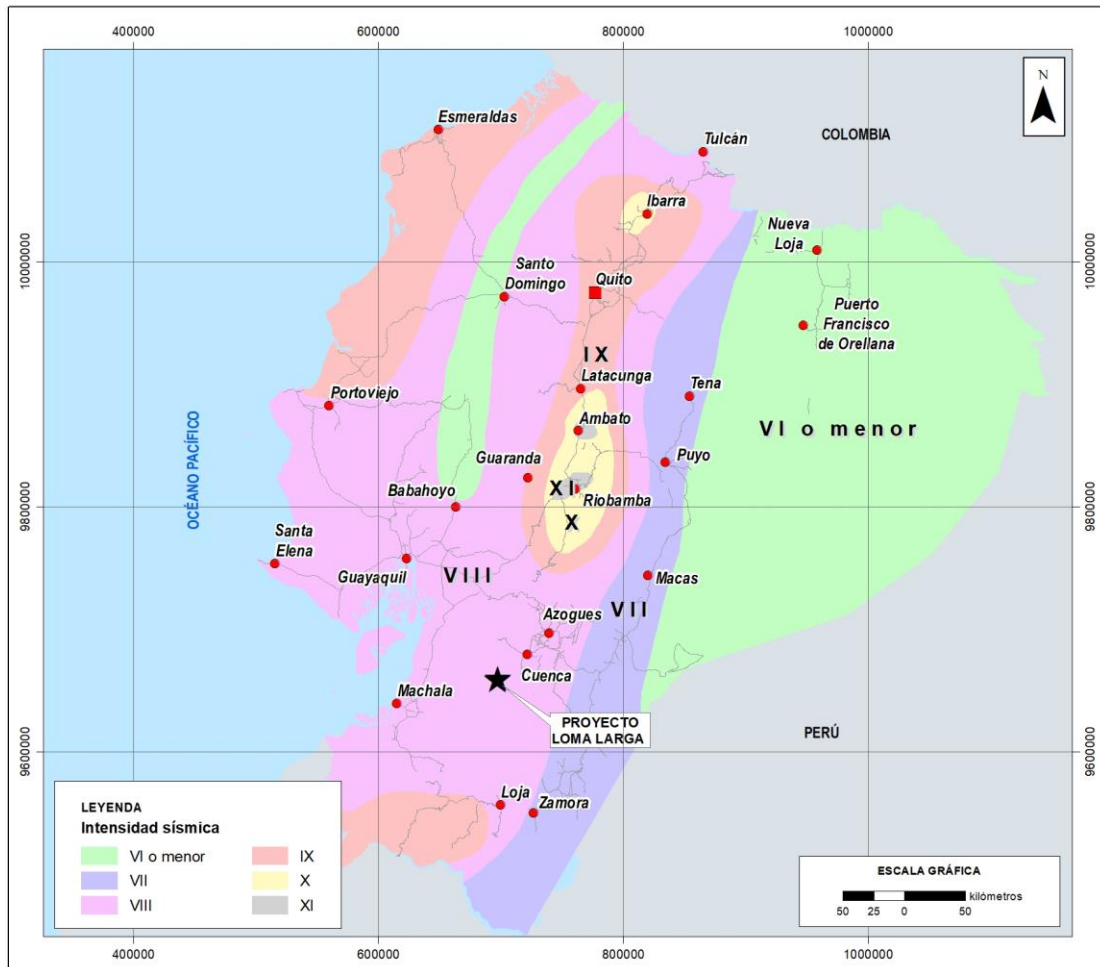 400000
600000
800000
1000000
N
Esmeraldas
Tulcán
COLOMBIA
Ibarra
Nueva
Loja
10000000
10000000
Santo
Domingo
Quito
Puerto
Francisco
de Orellana
IX
Latacunga
Tena
Portoviejo
Ambato
VI o menor
OCÉANO PACÍFICO
Guaranda
Puyo
Babahoyo
XI
Riobamba
9800000
9800000
X
Santa
Elena
Guayaquil
VIII
Macas
VII
Azogues
Cuenca
Machala
PROYECTO
LOMA LARGA
PERÚ
9600000
9600000
Loja
Zamora
LEYENDA
Intensidad sísmica
VI o menor
VII
VIII
IX
X
XI
ESCALA GRÁFICA
kilómetros
50 25 0 50
400000
600000
800000
1000000